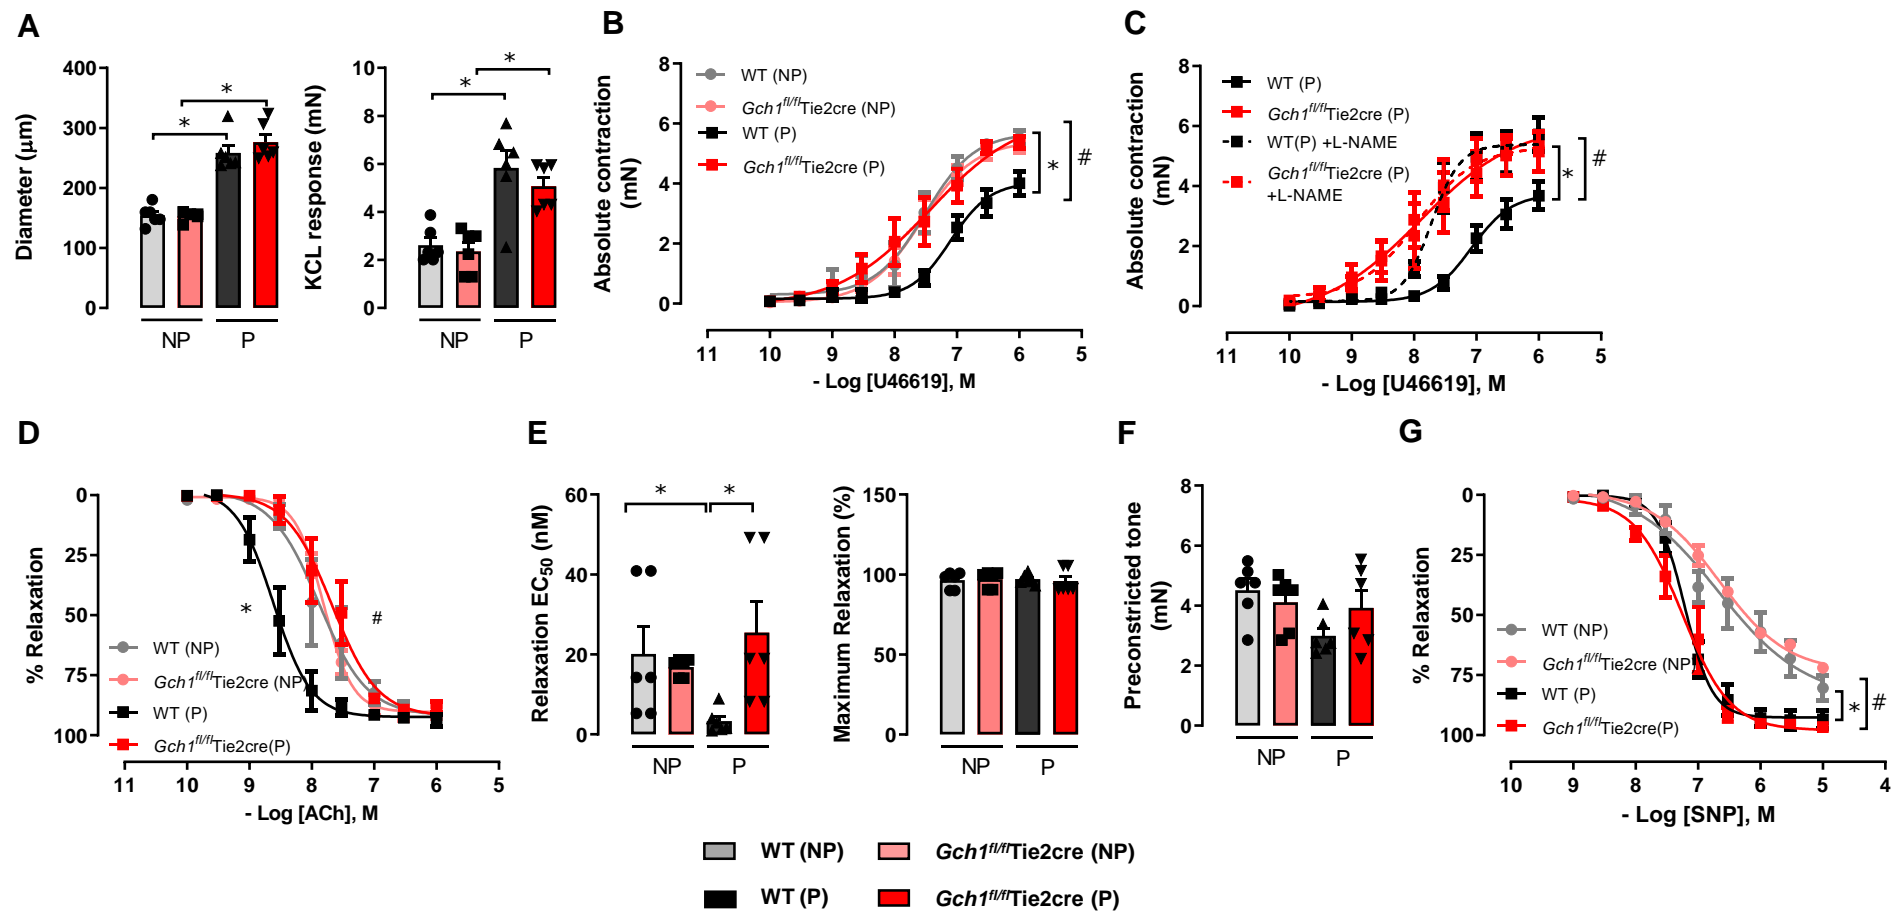 A
Diameter (µm)
400
300
200
100
0
*
*
NP
P
KCL response (mN)
10
8
6
4
2
0
*
*
NP
P
B
Absolute contraction
(mN)
8
6
4
2
0
WT (NP)
Gch1fl/flTie2cre (NP)
WT (P)
Gch1fl/flTie2cre (P)
*
#
11
10
9
8
7
6
5
- Log [U46619], M
C
Absolute contraction
(mN)
8
6
4
2
0
WT (P)
Gch1fl/flTie2cre (P)
WT(P) +L-NAME
Gch1fl/flTie2cre (P)
+L-NAME
*
#
11
10
9
8
7
6
5
- Log [U46619], M
D
% Relaxation
0
25
50
75
100
*
#
WT (NP)
Gch1fl/flTie2cre (NP)
WT (P)
Gch1fl/flTie2cre(P)
11
10
9
8
7
6
5
- Log [ACh], M
E
Relaxation EC50 (nM)
60
40
20
0
*
*
NP
P
Maximum Relaxation (%)
150
100
50
0
NP
P
F
Preconstricted tone
(mN)
8
6
4
2
0
NP
P
G
% Relaxation
0
25
50
75
100
WT (NP)
Gch1fl/flTie2cre (NP)
WT (P)
Gch1fl/flTie2cre(P)
*
#
10
9
8
7
6
5
4
- Log [SNP], M
WT (NP)
Gch1fl/flTie2cre (NP)
WT (P)
Gch1fl/flTie2cre (P)